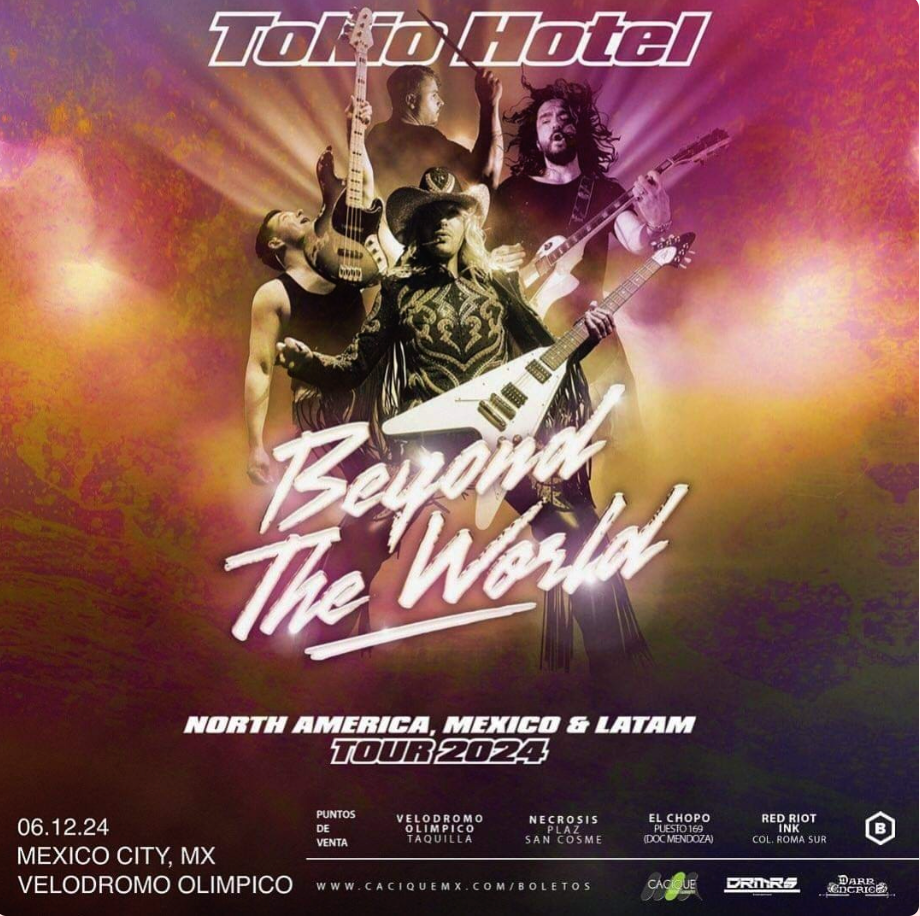 Tokio Hotel
Beyond
The World
NORTH AMERICA, MEXICO & LATAM
TOUR 2024
06.12.24
MEXICO CITY, MX
VELODROMO OLIMPICO
PUNTOS
DE
VENTA
VELODROMO
OLIMPICO
TAQUILLA
NECROSIS
PLAZ
SAN COSME
EL CHOPO
PUESTO 169
(DOC MENDOZA)
RED RIOT
INK
COL. ROMA SUR
B
WWW.CACIQUEMX.COM/BOLETOS
CACIQUE
DRMRS
DARK
ENTRIES